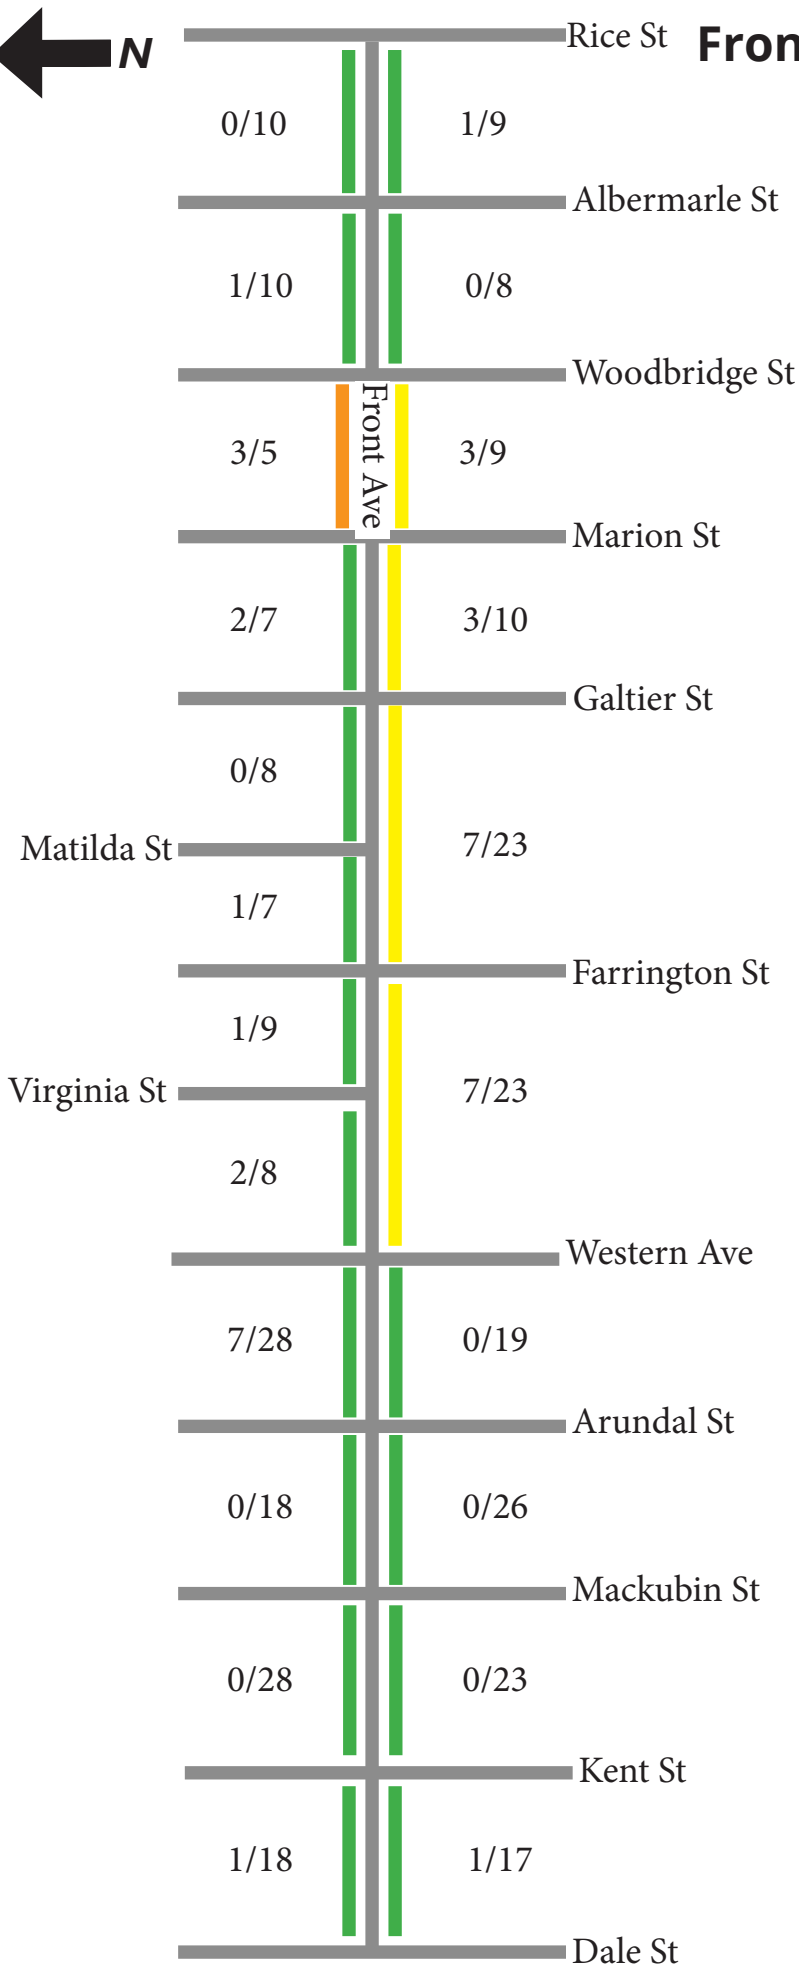 N
Rice St
Fron
0/10
1/9
Albermarle St
1/10
0/8
Woodbridge St
Front Ave
3/5
3/9
Marion St
2/7
3/10
Galtier St
0/8
7/23
Matilda St
1/7
Farrington St
1/9
7/23
Virginia St
2/8
Western Ave
7/28
0/19
Arundal St
0/18
0/26
Mackubin St
0/28
0/23
Kent St
1/18
1/17
Dale St